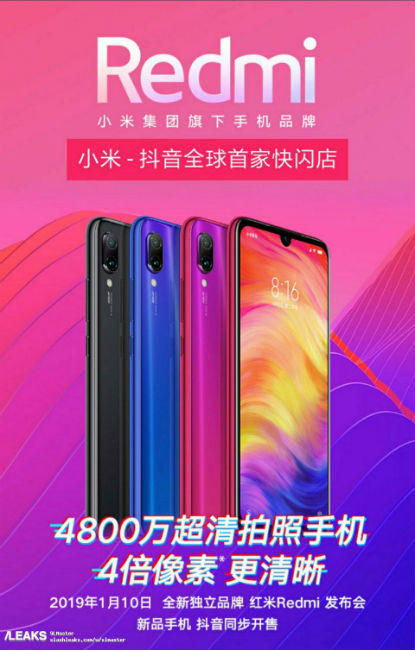 Redmi
小米集团旗下手机品牌
小米 - 抖音全球首家快闪店
8:16
4800万超清拍照手机
4倍像素* 更清晰
2019年1月10日 全新独立品牌 红米Redmi 发布会
新品手机 抖音同步开售
/LEAKS
SLMaster
slashleaks.com/u/slmaster